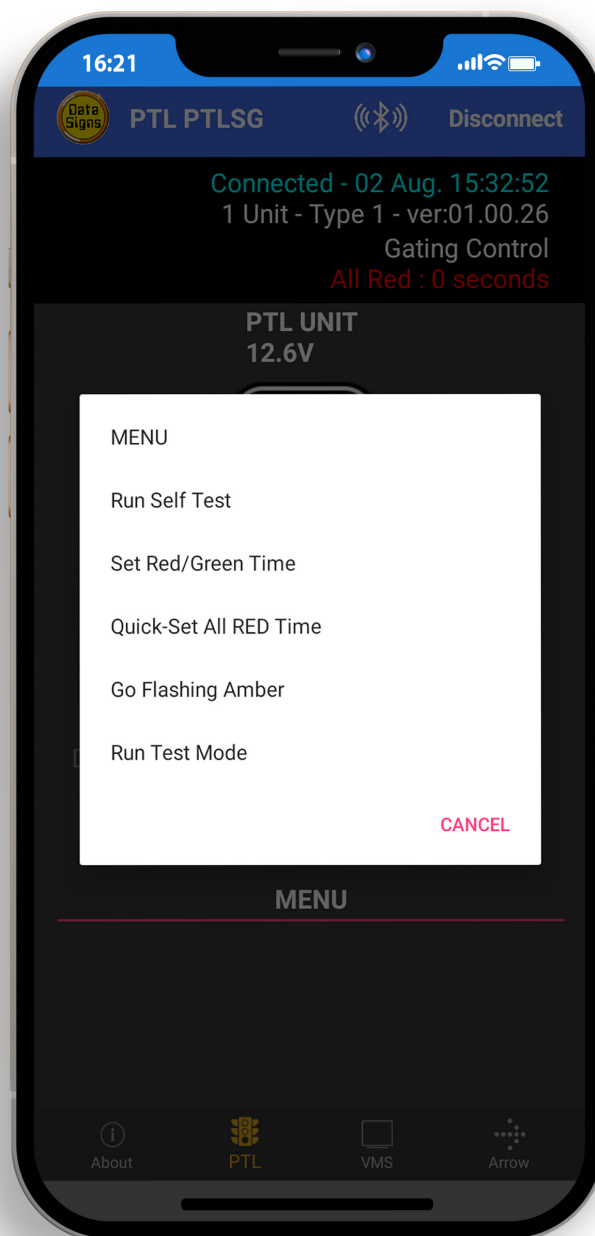 16:21
Data
Signs
PTL PTLSG
Disconnect
Connected - 02 Aug. 15:32:52
1 Unit - Type 1 - ver:01.00.26
Gating Control
All Red : 0 seconds
PTL UNIT
12.6V
MENU
Run Self Test
Set Red/Green Time
Quick-Set All RED Time
Go Flashing Amber
Run Test Mode
CANCEL
MENU
About
PTL
VMS
Arrow